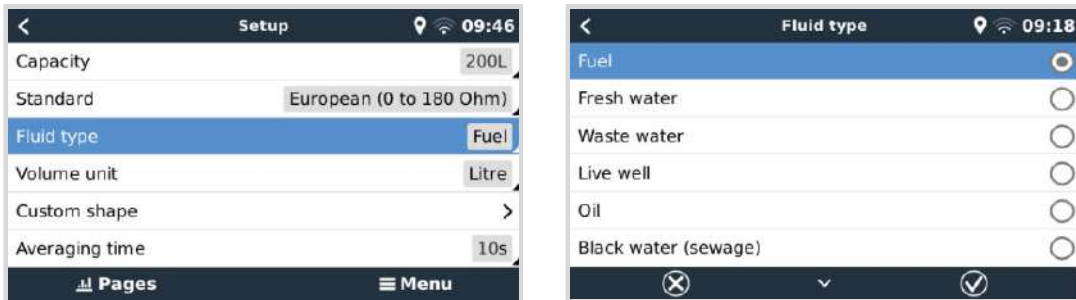 Setup 09:46
Capacity 200L
Standard European (0 to 180 Ohm)
Fluid type Fuel
Volume unit Litre
Custom shape
Averaging time 10s
Pages Menu
Fluid type 09:18
Fuel
Fresh water
Waste water
Live well
Oil
Black water (sewage)